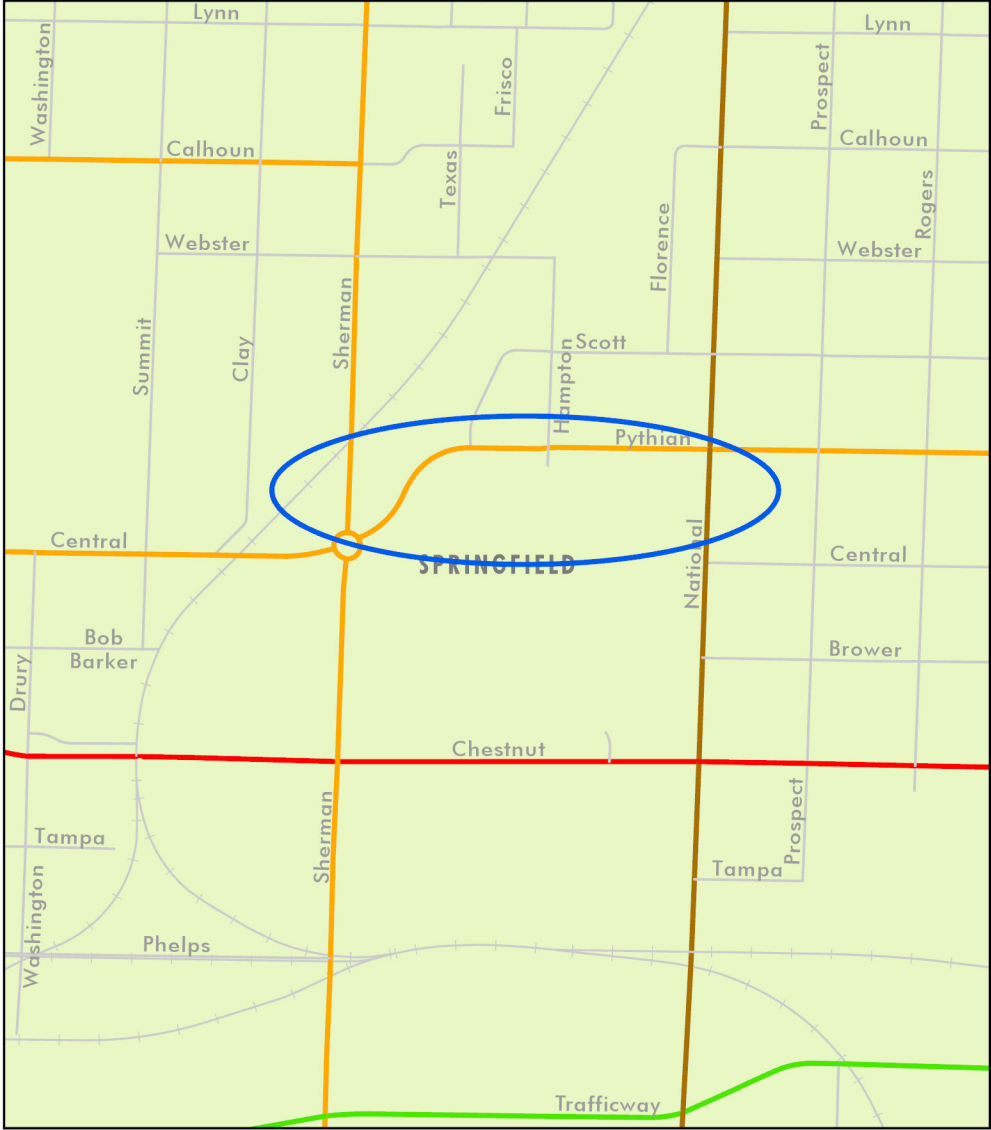 Lynn
Lynn
Washington
Frisco
Prospect
Calhoun
Calhoun
Texas
Rogers
Florence
Webster
Webster
Sherman
Summit
Clay
Scott
Hampton
Pythian
National
Central
SPRINGFIELD
Central
Bob
Barker
Brower
Drury
Chestnut
Sherman
Prospect
Tampa
Tampa
Washington
Phelps
Trafficway